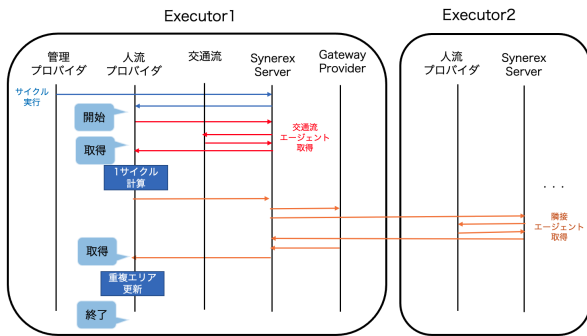 Executor1
Executor2
管理
プロバイダ
人流
プロバイダ
交通流
Synerex
Server
Gateway
Provider
人流
プロバイダ
Synerex
Server
サイクル
実行
開始
交通流
エージェント
取得
取得
1サイクル
計算
...
隣接
エージェント
取得
取得
重複エリア
更新
終了